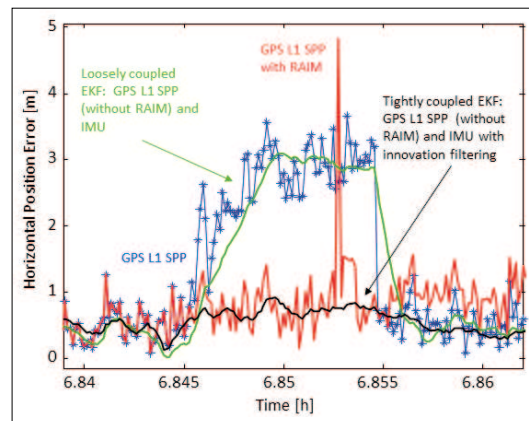 GPS L1 SPP
with RAIM
Loosely coupled
EKF: GPS L1 SPP
(without RAIM) and
IMU
Tightly coupled EKF:
GPS L1 SPP (without
RAIM) and IMU with
innovation filtering
GPS L1 SPP
Horizontal Position Error [m]
5
4
3
2
1
0
6.84
6.845
6.85
6.855
6.86
Time [h]